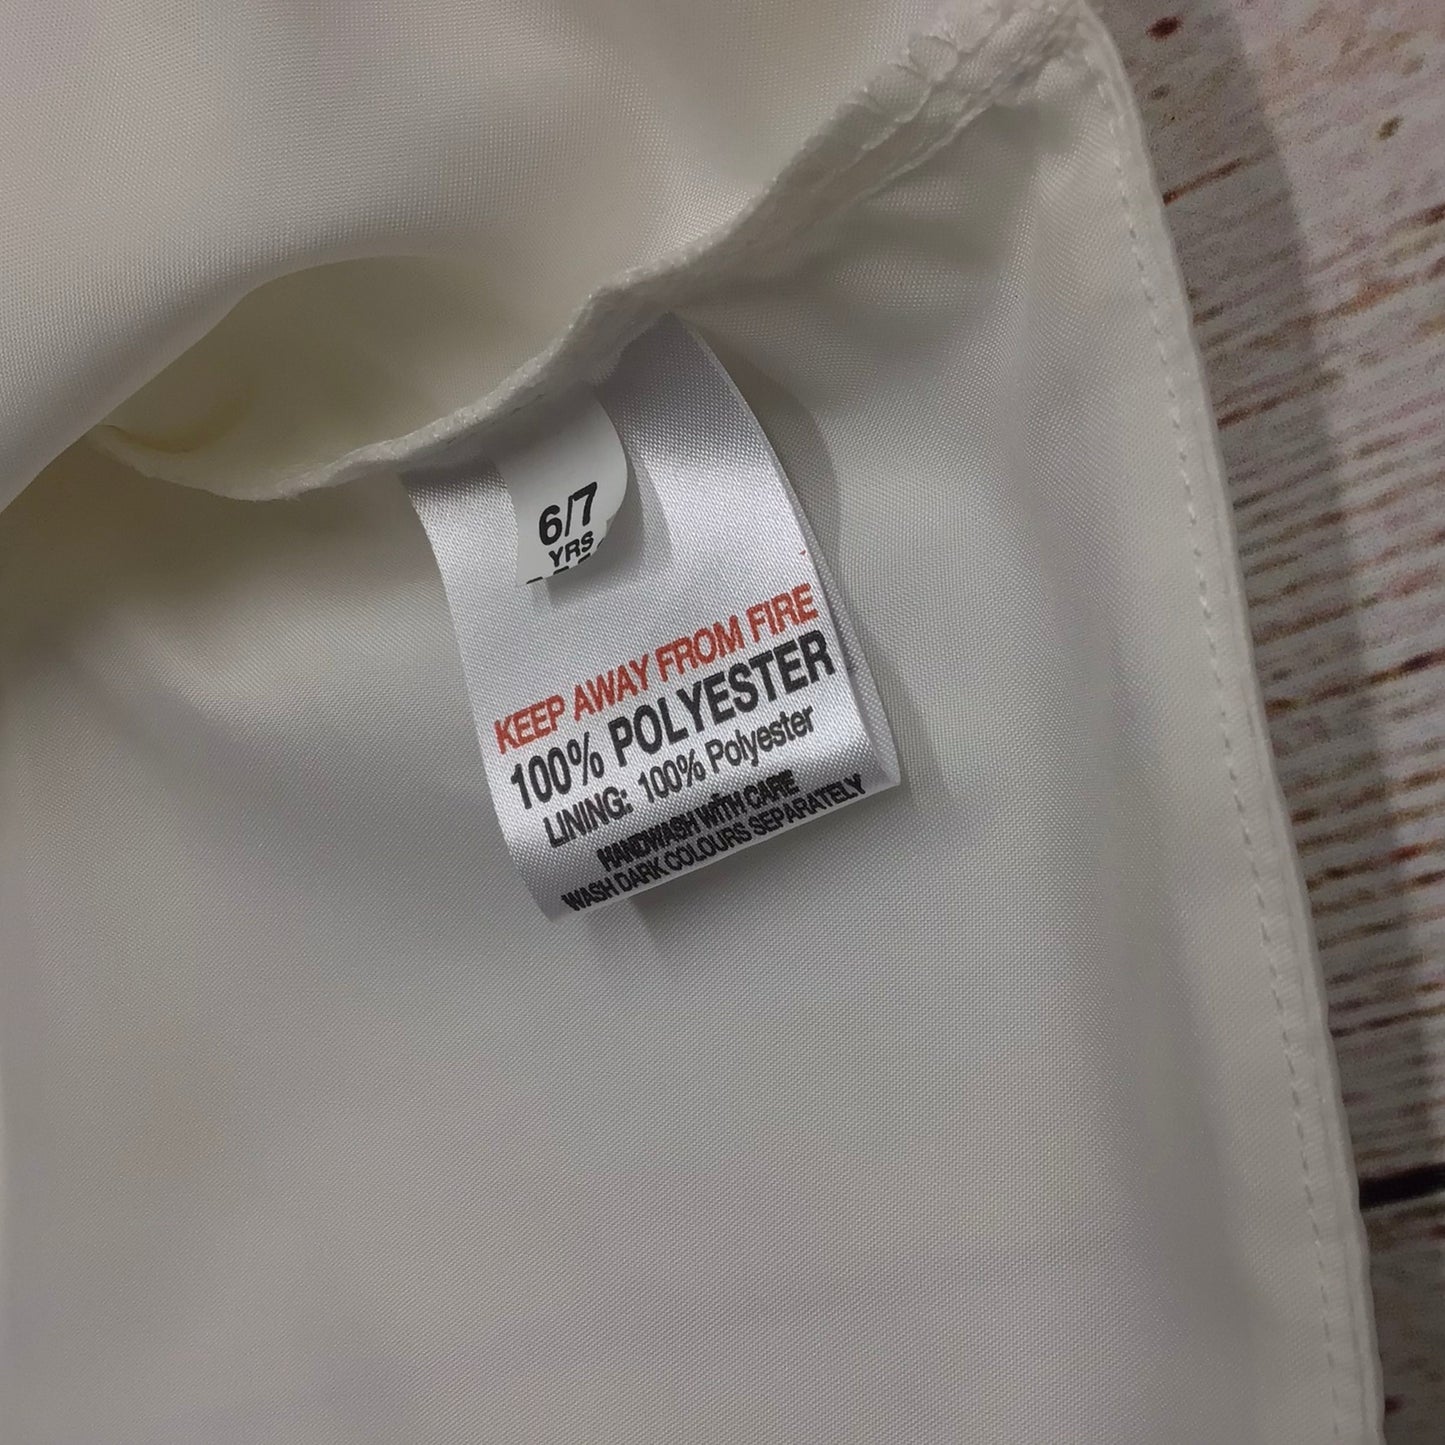 6/7
YRS
KEEP AWAY FROM FIRE
100% POLYESTER
LINING: 100% Polyester
HANDWASH WITH CARE
WASH DARK COLOURS SEPARATELY